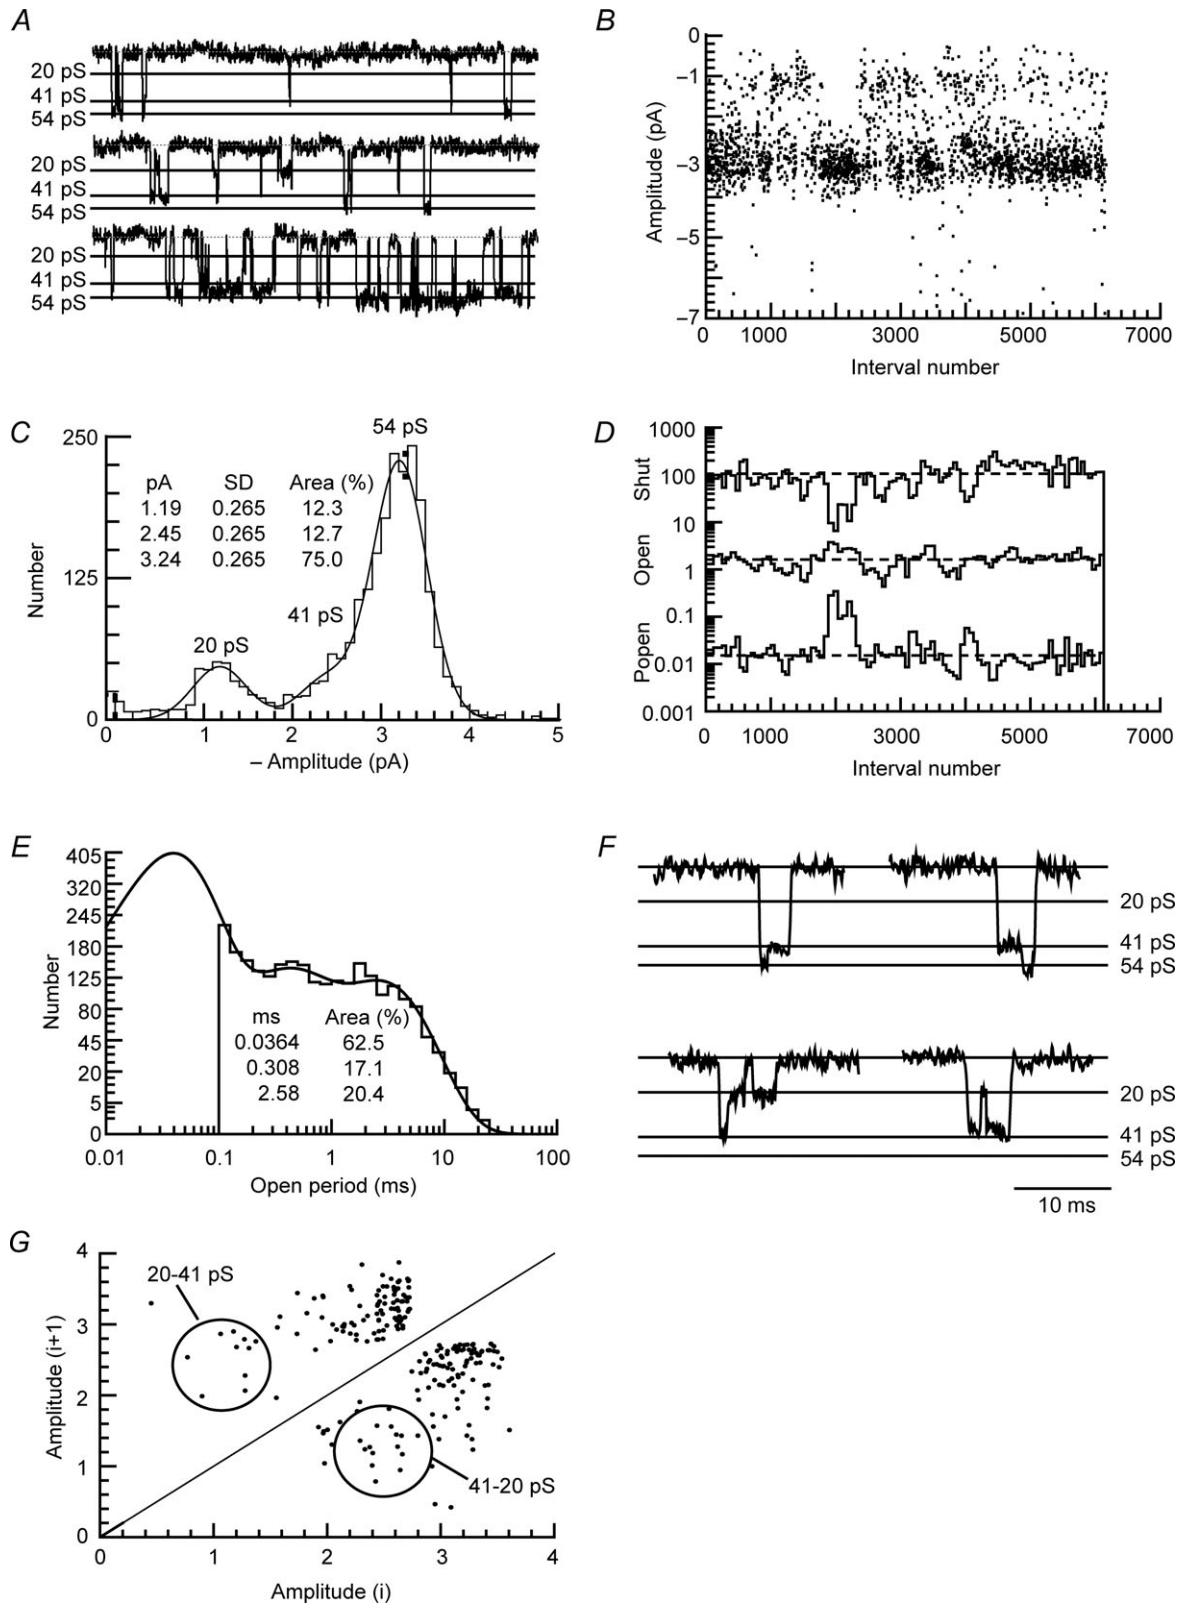 A
20 pS
41 pS
54 pS
20 pS
41 pS
54 pS
20 pS
41 pS
54 pS
B
Amplitude (pA)
0
–1
–3
–5
–7
0 1000 3000 5000 7000
Interval number
C
Number
250
125
0
54 pS
41 pS
20 pS
pA SD Area (%)
1.19 0.265 12.3
2.45 0.265 12.7
3.24 0.265 75.0
0 1 2 3 4 5
– Amplitude (pA)
D
Popen Open Shut
1000
100
10
1
0.1
0.01
0.001
0 1000 3000 5000 7000
Interval number
E
Number
405
320
245
180
125
80
45
20
5
0
ms Area (%)
0.0364 62.5
0.308 17.1
2.58 20.4
0.01 0.1 1 10 100
Open period (ms)
F
20 pS
41 pS
54 pS
20 pS
41 pS
54 pS
10 ms
G
Amplitude (i+1)
4
3
2
1
0
20-41 pS
41-20 pS
0 1 2 3 4
Amplitude (i)